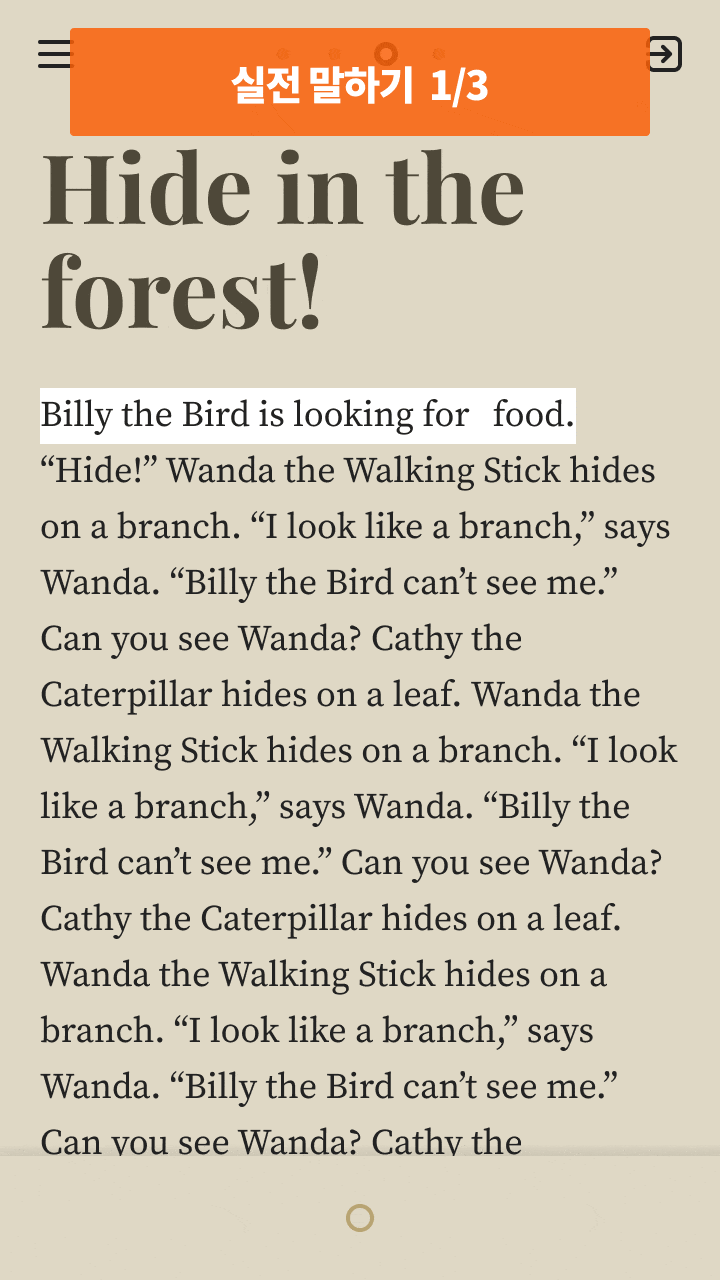 실전 말하기 1/3
Hide in the
forest!
Billy the Bird is looking for food.
“Hide!” Wanda the Walking Stick hides
on a branch. “I look like a branch,” says
Wanda. “Billy the Bird can’t see me.”
Can you see Wanda? Cathy the
Caterpillar hides on a leaf. Wanda the
Walking Stick hides on a branch. “I look
like a branch,” says Wanda. “Billy the
Bird can’t see me.” Can you see Wanda?
Cathy the Caterpillar hides on a leaf.
Wanda the Walking Stick hides on a
branch. “I look like a branch,” says
Wanda. “Billy the Bird can’t see me.”
Can you see Wanda? Cathy the